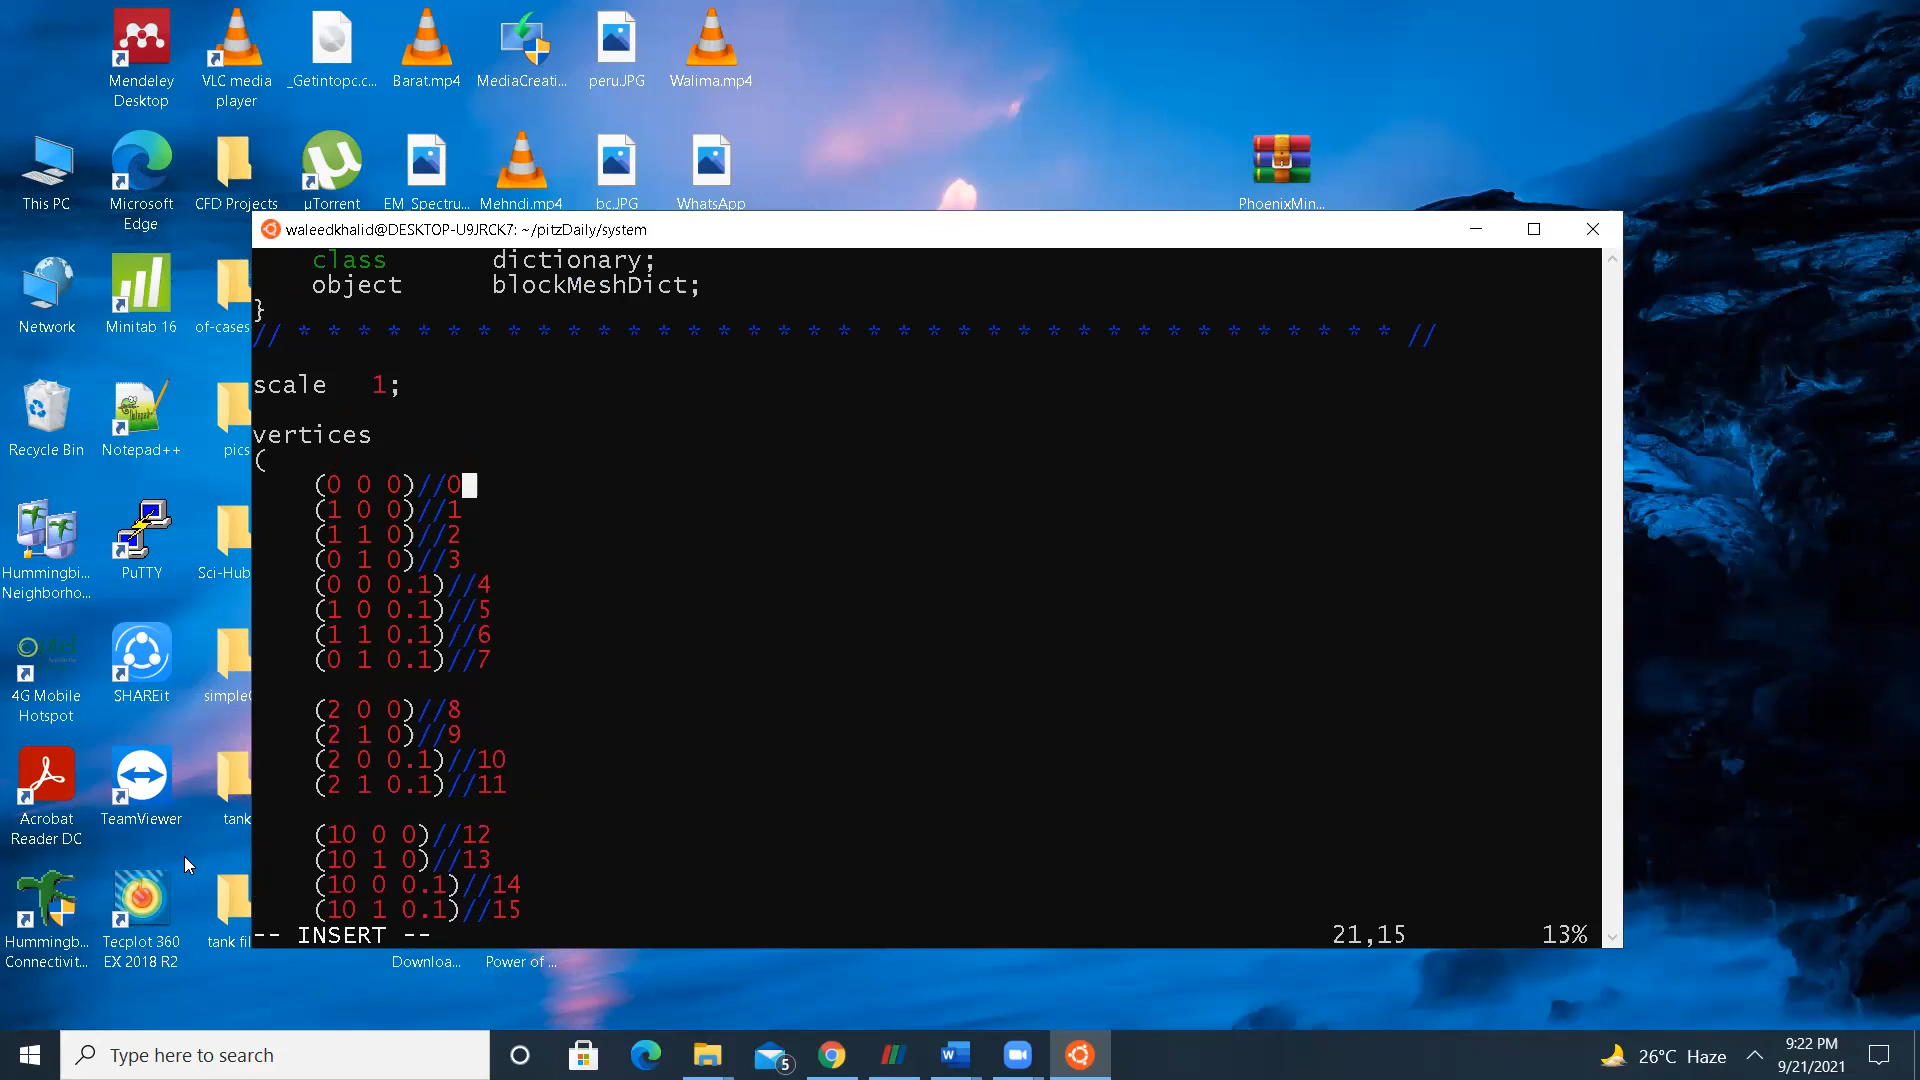 Mendeley Desktop
VLC media player
_Getintopc.c...
Barat.mp4
MediaCreati...
peru.JPG
Walima.mp4
This PC
Microsoft Edge
CFD Projects
µTorrent
EM_Spectru...
Mehndi.mp4
bc.JPG
WhatsApp
PhoenixMin...
waleedkhalid@DESKTOP-U9JRCK7: ~/pitzDaily/system
class dictionary;
object blockMeshDict;
}
// * * * * * * * * * * * * * * * * * * * * * * * * * * * * * * * * * * * * * //
scale 1;
vertices
(
(0 0 0)//0
(1 0 0)//1
(1 1 0)//2
(0 1 0)//3
(0 0 0.1)//4
(1 0 0.1)//5
(1 1 0.1)//6
(0 1 0.1)//7
(2 0 0)//8
(2 1 0)//9
(2 0 0.1)//10
(2 1 0.1)//11
(10 0 0)//12
(10 1 0)//13
(10 0 0.1)//14
(10 1 0.1)//15
-- INSERT -- 21,15 13%
Network
Minitab 16
of-cases
Recycle Bin
Notepad++
pics
Hummingbi... Neighborho...
PuTTY
Sci-Hub
4G Mobile Hotspot
SHAREit
simple
Acrobat Reader DC
TeamViewer
tank
Hummingb... Connectivit...
Tecplot 360 EX 2018 R2
tank fil
Downloa...
Power of ...
Type here to search
5
26°C Haze
9:22 PM
9/21/2021